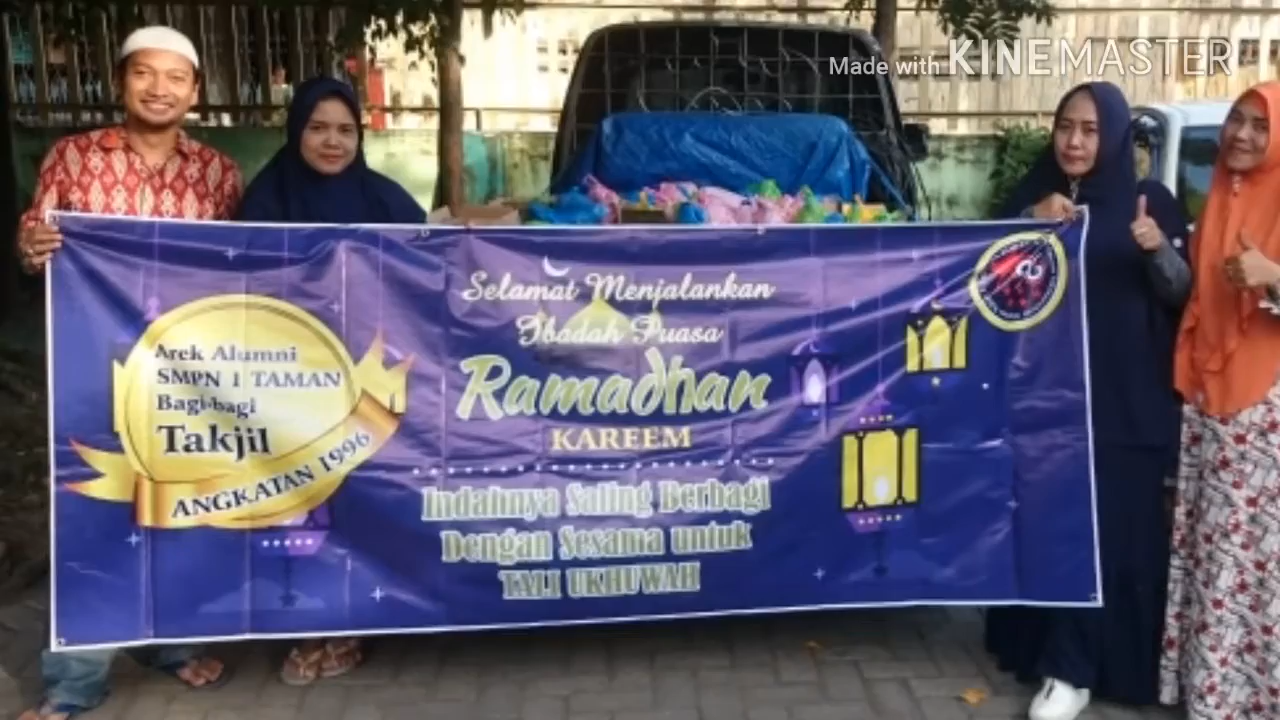 Made with KINEMASTER
Selamat Menjalankan
Ibadah Puasa
Ramadhan
KAREEM
Indahnya Saling Berbagi
Dengan Sesama untuk
TALI UKHUWAH
Arek Alumni
SMPN 1 TAMAN
Bagi-bagi
Takjil
ANGKATAN 1996